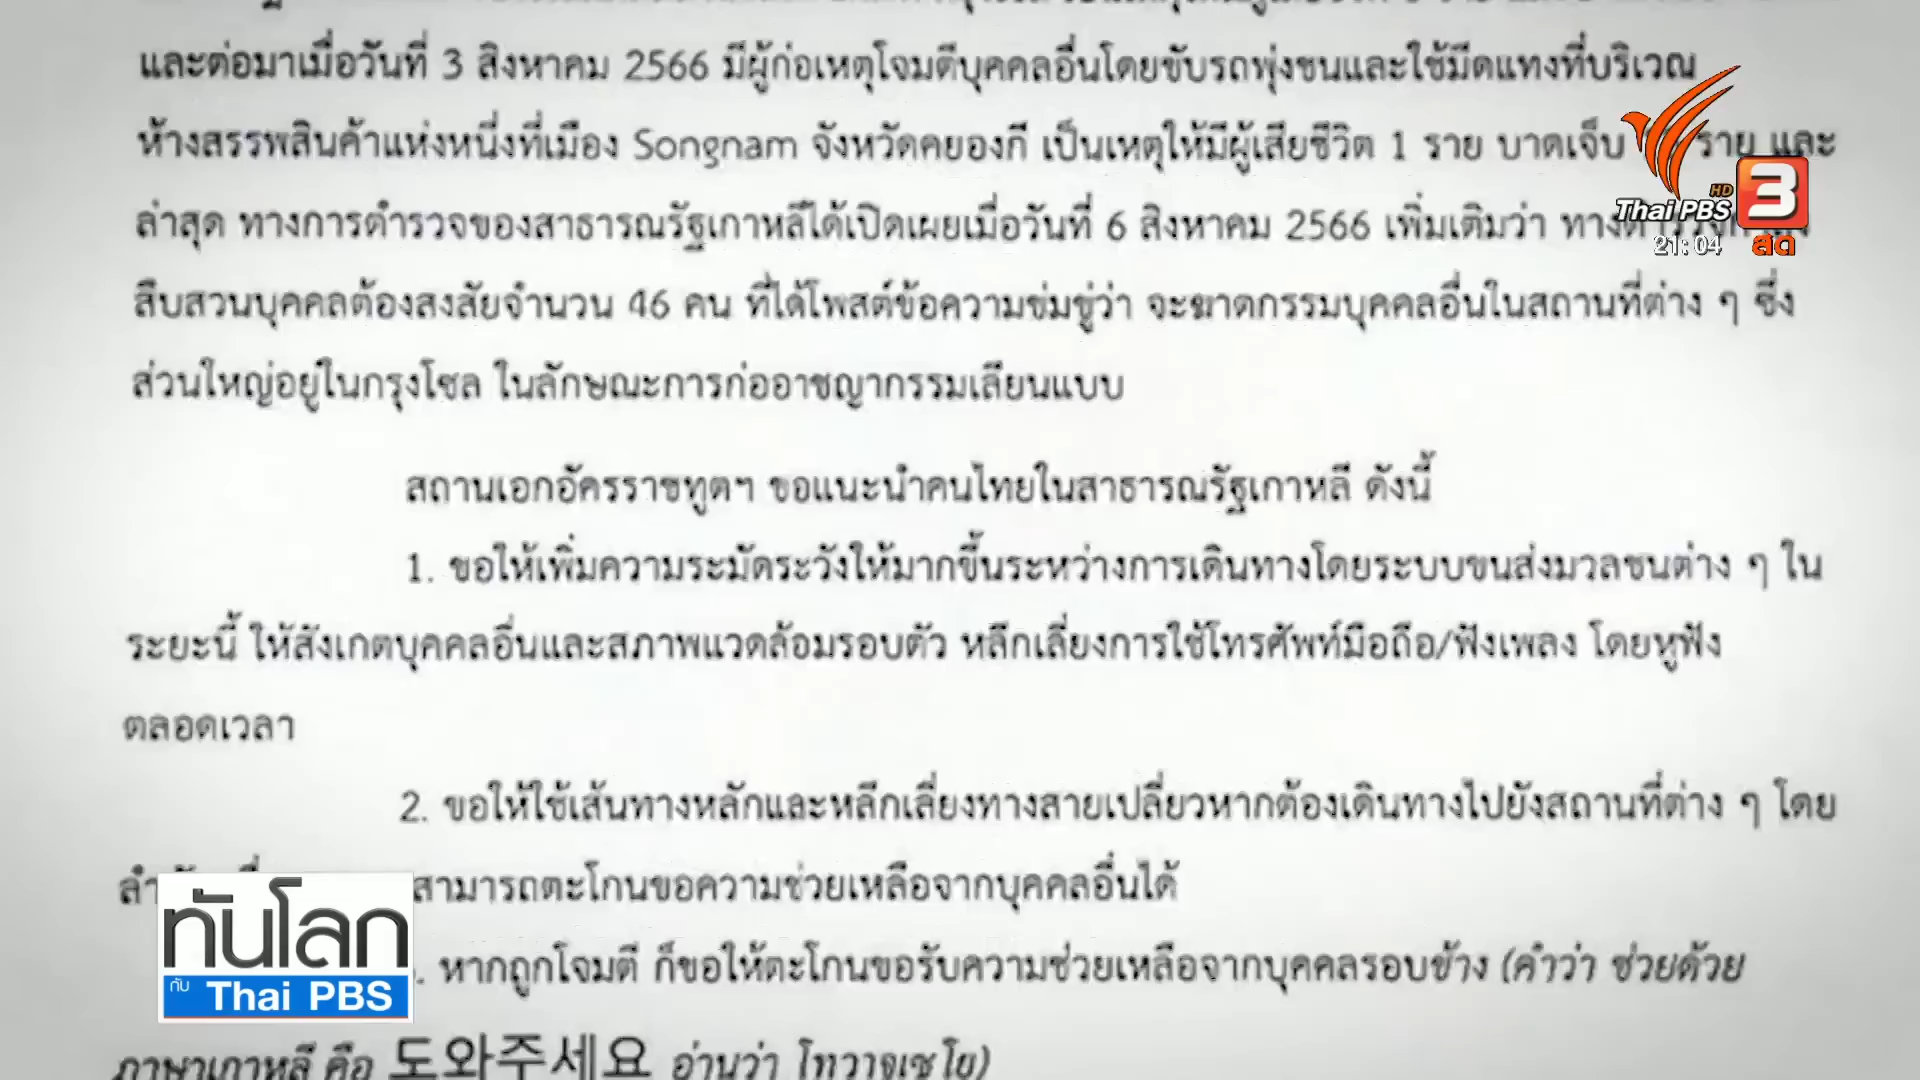 และต่อมาเมื่อวันที่ 3 สิงหาคม 2566 มีผู้ก่อเหตุโจมตีบุคคลอื่นโดยขับรถพุ่งชนและใช้มีดแทงที่บริเวณ
ห้างสรรพสินค้าแห่งหนึ่งที่เมือง Songnam จังหวัดคยองกี เป็นเหตุให้มีผู้เสียชีวิต 1 ราย บาดเจ็บ ราย และ
ล่าสุด ทางการตำรวจของสาธารณรัฐเกาหลีได้เปิดเผยเมื่อวันที่ 6 สิงหาคม 2566 เพิ่มเติมว่า
สืบสวนบุคคลต้องสงสัยจำนวน 46 คน ที่ได้โพสต์ข้อความข่มขู่ว่า จะฆาตกรรมบุคคลอื่นในสถานที่ต่าง ๆ ซึ่ง
ส่วนใหญ่อยู่ในกรุงโซล ในลักษณะการก่ออาชญากรรมเลียนแบบ
สถานเอกอัครราชทูตฯ ขอแนะนำคนไทยในสาธารณรัฐเกาหลี ดังนี้
1. ขอให้เพิ่มความระมัดระวังให้มากขึ้นระหว่างการเดินทางโดยระบบขนส่งมวลชนต่าง ๆ ใน
ระยะนี้ ให้สังเกตบุคคลอื่นและสภาพแวดล้อมรอบตัว หลีกเลี่ยงการใช้โทรศัพท์มือถือ/ฟังเพลง โดยหูฟัง
ตลอดเวลา
2. ขอให้ใช้เส้นทางหลักและหลีกเลี่ยงทางสายเปลี่ยวหากต้องเดินทางไปยังสถานที่ต่าง ๆ โดย
สามารถตะโกนขอความช่วยเหลือจากบุคคลอื่นได้
. หากถูกโจมตี ก็ขอให้ตะโกนขอรับความช่วยเหลือจากบุคคลรอบข้าง (คำว่า ช่วยด้วย
ภาษาเกาหลี คือ 도와주세요 อ่านว่า โทวาจูเซโย)
HD
Thai PBS 3
21:04 สด
ทันโลก
กับ Thai PBS